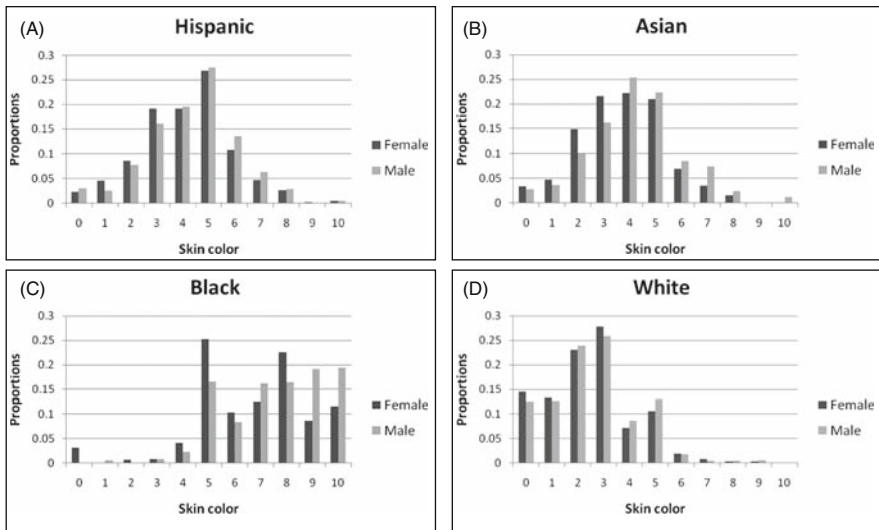 (A)
Hispanic
0.3
0.25
0.2
0.15
0.1
0.05
0
Proportions
0 1 2 3 4 5 6 7 8 9 10
Skin color
Female
Male
(B)
Asian
0.3
0.25
0.2
0.15
0.1
0.05
0
Proportions
0 1 2 3 4 5 6 7 8 9 10
Skin color
Female
Male
(C)
Black
0.3
0.25
0.2
0.15
0.1
0.05
0
Proportions
0 1 2 3 4 5 6 7 8 9 10
Skin color
Female
Male
(D)
White
0.3
0.25
0.2
0.15
0.1
0.05
0
Proportions
0 1 2 3 4 5 6 7 8 9 10
Skin color
Female
Male